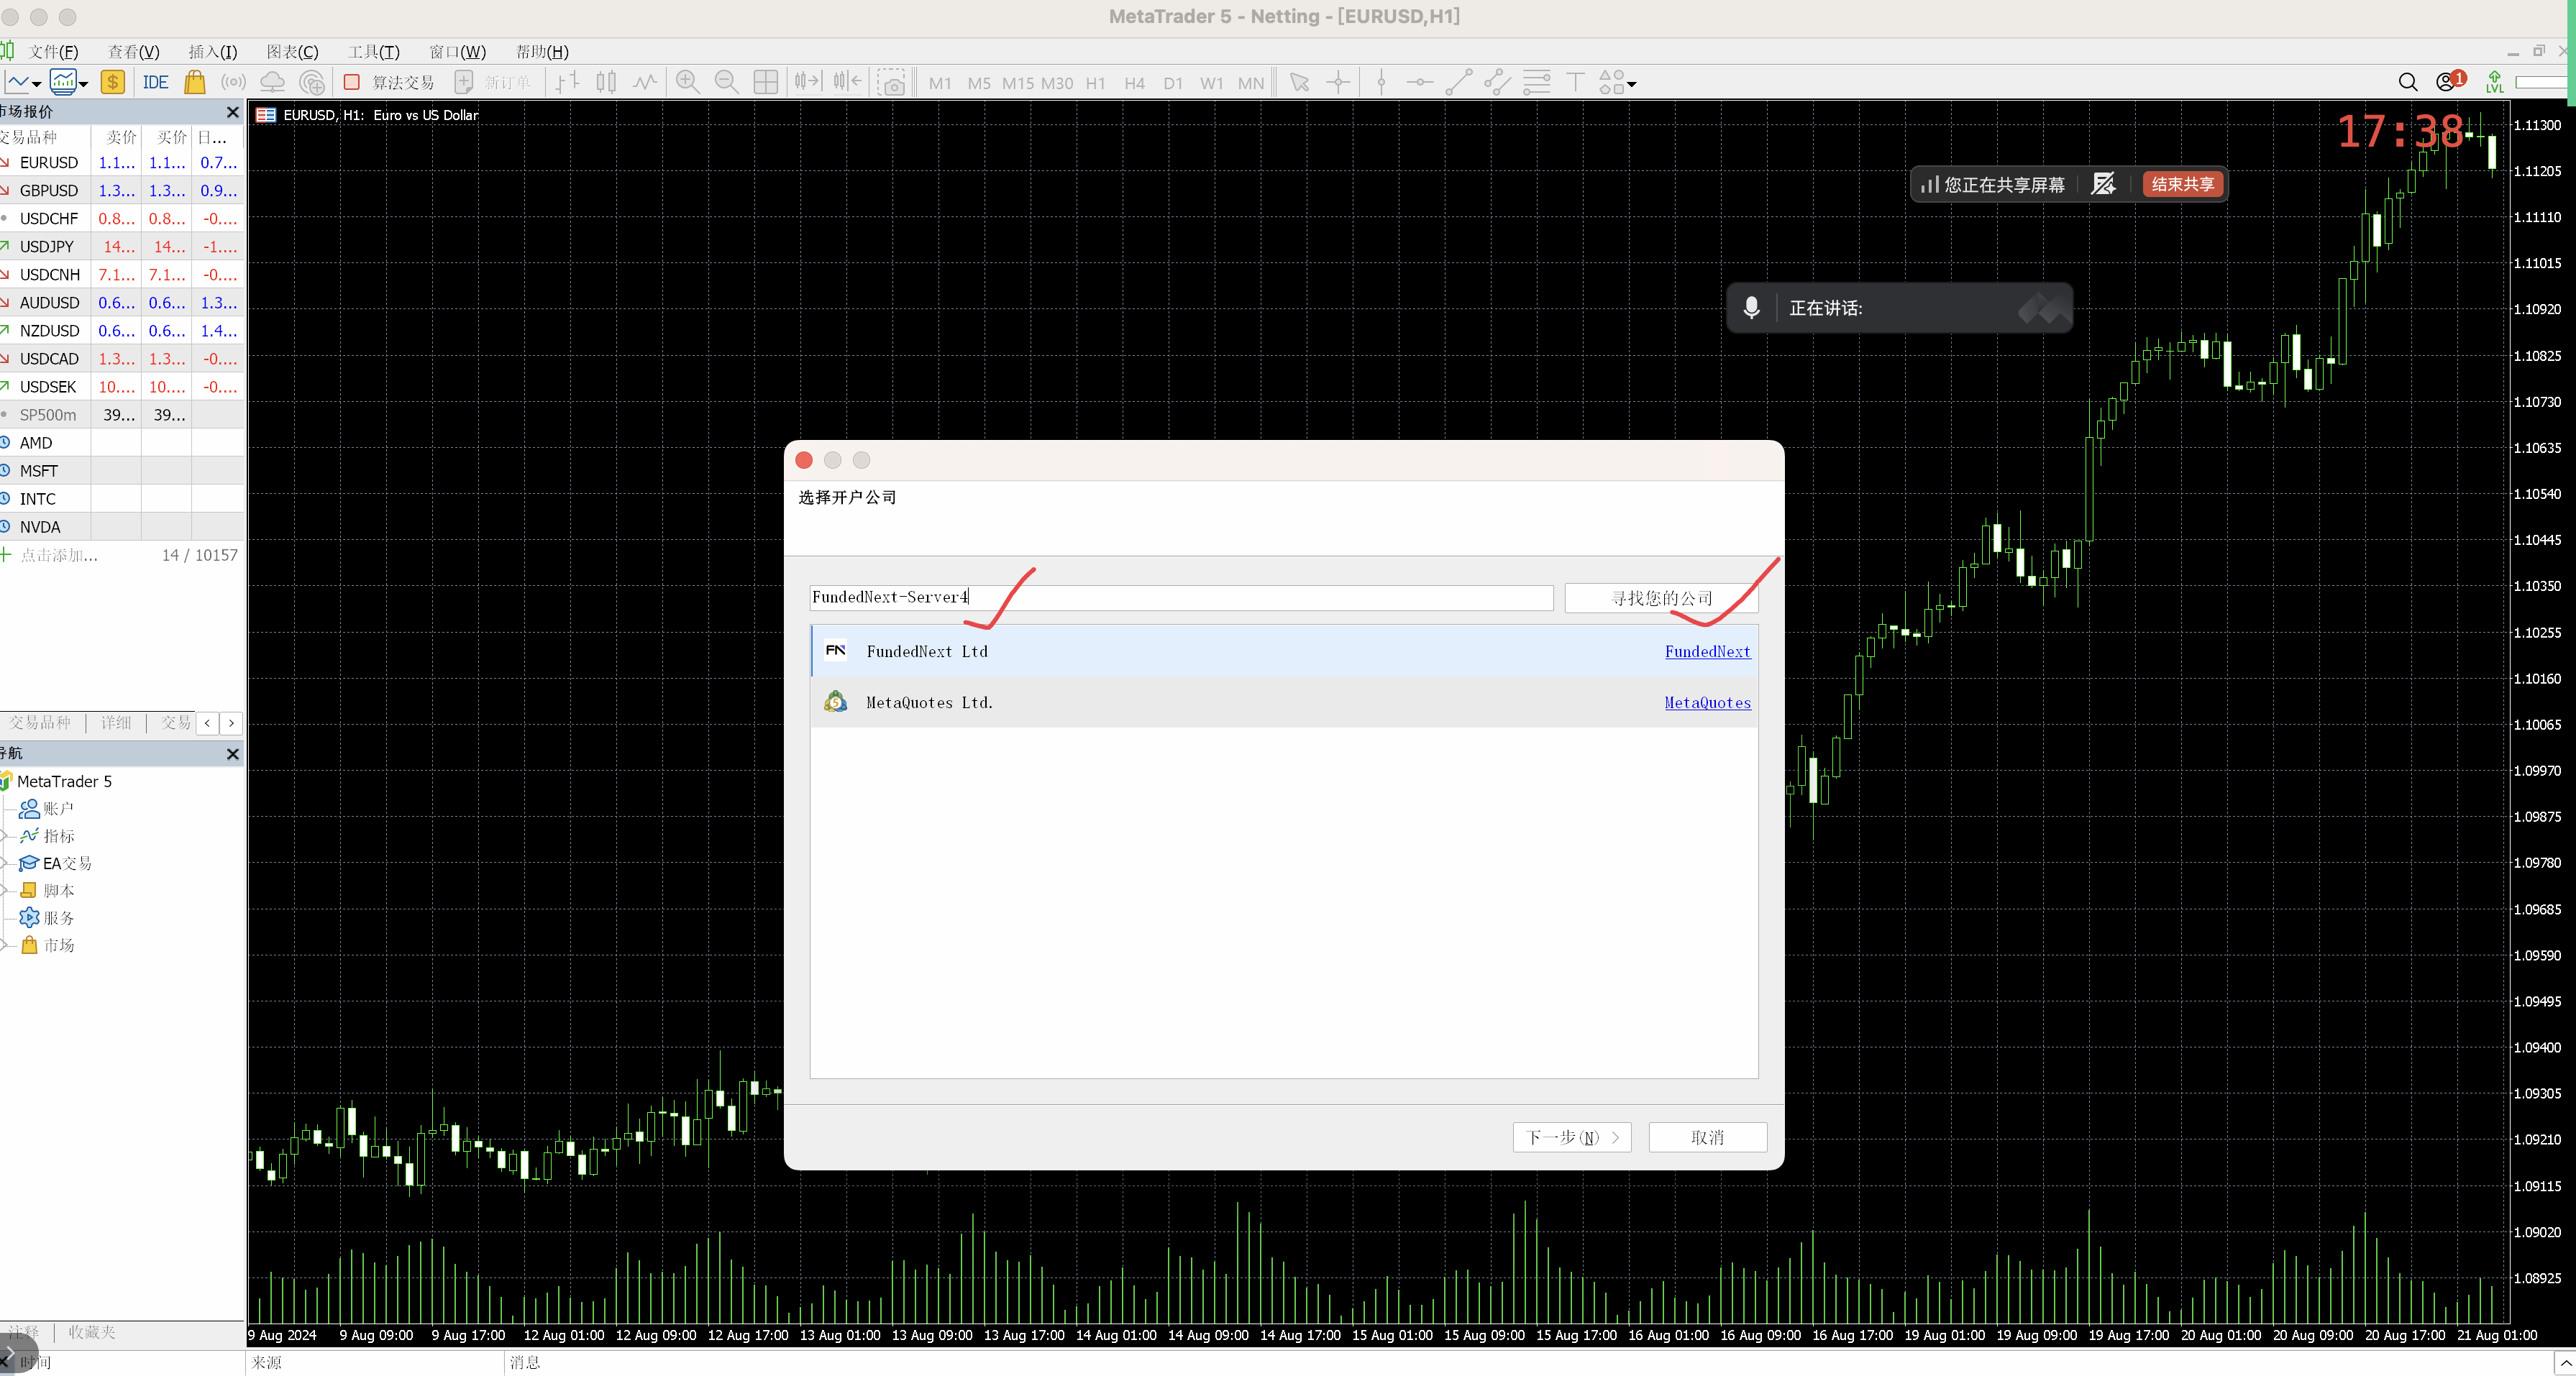 MetaTrader 5 - Netting - [EURUSD,H1]
文件(F) 查看(V) 插入(I) 图表(C) 工具(T) 窗口(W) 帮助(H)
IDE 算法交易 新订单 M1 M5 M15 M30 H1 H4 D1 W1 MN 1 LVL
市场报价
交易品种 卖价 买价 日...
EURUSD 1.1... 1.1... 0.7...
GBPUSD 1.3... 1.3... 0.9...
USDCHF 0.8... 0.8... -0....
USDJPY 14... 14... -1....
USDCNH 7.1... 7.1... -0....
AUDUSD 0.6... 0.6... 1.3...
NZDUSD 0.6... 0.6... 1.4...
USDCAD 1.3... 1.3... -0....
USDSEK 10.... 10.... -0....
SP500m 39... 39...
AMD
MSFT
INTC
NVDA
点击添加... 14 / 10157
交易品种 详细 交易
导航
MetaTrader 5
账户
指标
EA交易
脚本
服务
市场
注释 收藏夹
EURUSD, H1: Euro vs US Dollar
17:38
您正在共享屏幕 结束共享
正在讲话:
选择开户公司
FundedNext-Server4 寻找您的公司
FundedNext Ltd FundedNext
MetaQuotes Ltd. MetaQuotes
下一步(N) > 取消
1.11300
1.11205
1.11110
1.11015
1.10920
1.10825
1.10730
1.10635
1.10540
1.10445
1.10350
1.10255
1.10160
1.10065
1.09970
1.09875
1.09780
1.09685
1.09590
1.09495
1.09400
1.09305
1.09210
1.09115
1.09020
1.08925
9 Aug 2024 9 Aug 09:00 9 Aug 17:00 12 Aug 01:00 12 Aug 09:00 12 Aug 17:00 13 Aug 01:00 13 Aug 09:00 13 Aug 17:00 14 Aug 01:00 14 Aug 09:00 14 Aug 17:00 15 Aug 01:00 15 Aug 09:00 15 Aug 17:00 16 Aug 01:00 16 Aug 09:00 16 Aug 17:00 19 Aug 01:00 19 Aug 09:00 19 Aug 17:00 20 Aug 01:00 20 Aug 09:00 20 Aug 17:00 21 Aug 01:00
时间 来源 消息